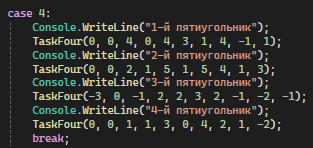 case 4:
Console.WriteLine("1-й пятиугольник");
TaskFour(0, 0, 4, 0, 4, 3, 1, 4, -1, 1);
Console.WriteLine("2-й пятиугольник");
TaskFour(0, 0, 2, 1, 5, 1, 5, 4, 1, 3);
Console.WriteLine("3-й пятиугольник");
TaskFour(-3, 0, -1, 2, 2, 3, 2, -1, -2, -1);
Console.WriteLine("4-й пятиугольник");
TaskFour(0, 0, 1, 1, 3, 0, 4, 2, 1, -2);
break;